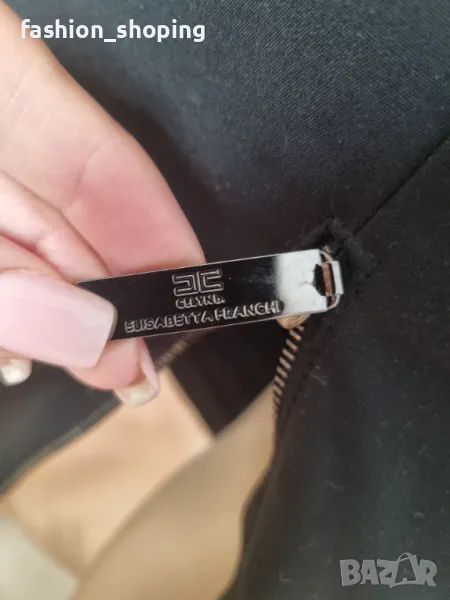 fashion_shoping
CELYN b.
ELISABETTA FRANCHI
BAZAR